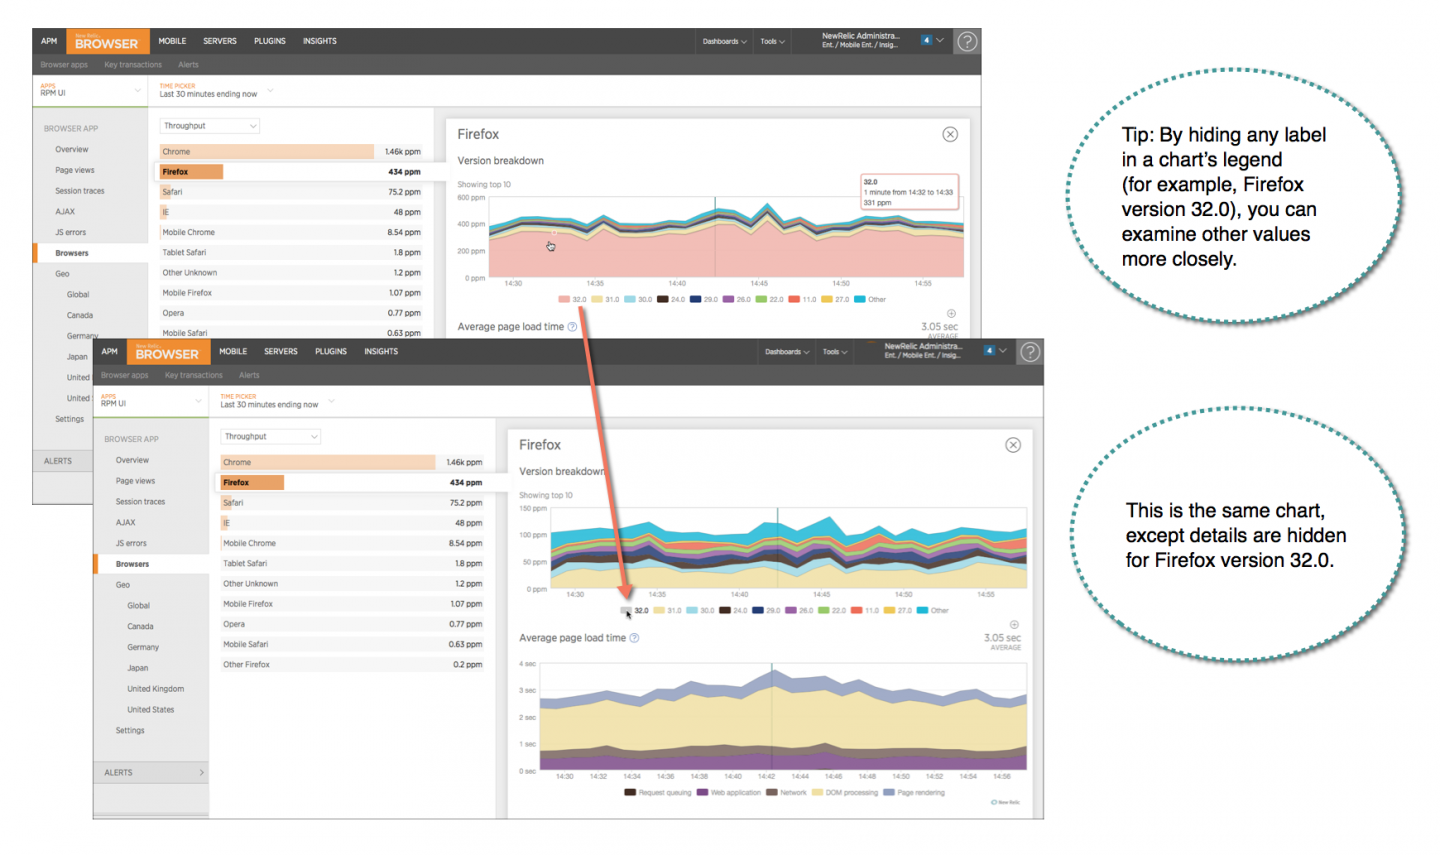 APM
New Relic.
BROWSER
MOBILE
SERVERS
PLUGINS
INSIGHTS
Dashboards
Tools
NewRelic Administra...
Ent. / Mobile Ent. / Insig...
4
?
Browser apps
Key transactions
Alerts
APPS
RPM UI
TIME PICKER
Last 30 minutes ending now
BROWSER APP
Overview
Page views
Session traces
AJAX
JS errors
Browsers
Geo
Global
Canada
Germany
Japan
United
United
Settings
ALERTS
Throughput
Chrome 1.46k ppm
Firefox 434 ppm
Safari 75.2 ppm
IE 48 ppm
Mobile Chrome 8.54 ppm
Tablet Safari 1.8 ppm
Other Unknown 1.2 ppm
Mobile Firefox 1.07 ppm
Opera 0.77 ppm
Mobile Safari 0.63 ppm
Firefox
Version breakdown
Showing top 10
32.0
1 minute from 14:32 to 14:33
331 ppm
600 ppm
400 ppm
200 ppm
0 ppm
14:30 14:35 14:40 14:45 14:50 14:55
32.0 31.0 30.0 24.0 29.0 26.0 22.0 11.0 27.0 Other
Average page load time ?
3.05 sec
AVERAGE
Tip: By hiding any label
in a chart's legend
(for example, Firefox
version 32.0), you can
examine other values
more closely.
APM
New Relic.
BROWSER
MOBILE
SERVERS
PLUGINS
INSIGHTS
Dashboards
Tools
NewRelic Administra...
Ent. / Mobile Ent. / Insig...
4
?
Browser apps
Key transactions
Alerts
APPS
RPM UI
TIME PICKER
Last 30 minutes ending now
BROWSER APP
Overview
Page views
Session traces
AJAX
JS errors
Browsers
Geo
Global
Canada
Germany
Japan
United Kingdom
United States
Settings
ALERTS
Throughput
Chrome 1.46k ppm
Firefox 434 ppm
Safari 75.2 ppm
IE 48 ppm
Mobile Chrome 8.54 ppm
Tablet Safari 1.8 ppm
Other Unknown 1.2 ppm
Mobile Firefox 1.07 ppm
Opera 0.77 ppm
Mobile Safari 0.63 ppm
Other Firefox 0.2 ppm
Firefox
Version breakdown
Showing top 10
150 ppm
100 ppm
50 ppm
0 ppm
14:30 14:35 14:40 14:45 14:50 14:55
32.0 31.0 30.0 24.0 29.0 26.0 22.0 11.0 27.0 Other
Average page load time ?
3.05 sec
AVERAGE
4 sec
3 sec
2 sec
1 sec
0 sec
14:30 14:32 14:34 14:36 14:38 14:40 14:42 14:44 14:46 14:48 14:50 14:52 14:54 14:56
Request queuing Web application Network DOM processing Page rendering
New Relic
This is the same chart,
except details are hidden
for Firefox version 32.0.